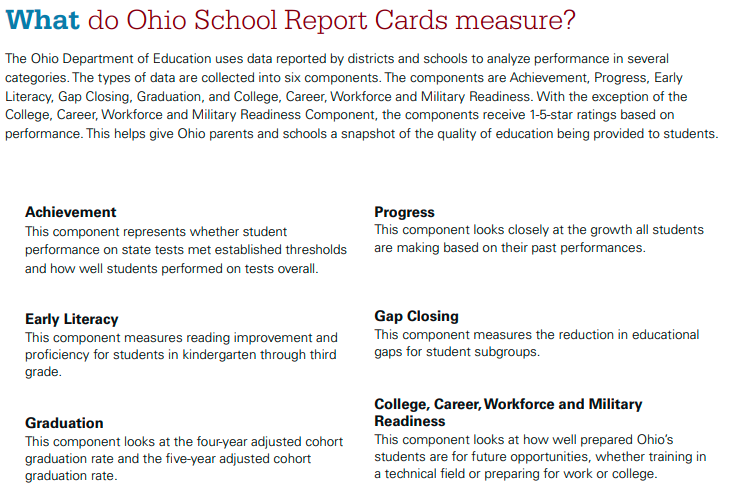 What do Ohio School Report Cards measure?
The Ohio Department of Education uses data reported by districts and schools to analyze performance in several
categories. The types of data are collected into six components. The components are Achievement, Progress, Early
Literacy, Gap Closing, Graduation, and College, Career, Workforce and Military Readiness. With the exception of the
College, Career, Workforce and Military Readiness Component, the components receive 1-5-star ratings based on
performance. This helps give Ohio parents and schools a snapshot of the quality of education being provided to students.
Achievement
This component represents whether student
performance on state tests met established thresholds
and how well students performed on tests overall.
Progress
This component looks closely at the growth all students
are making based on their past performances.
Early Literacy
This component measures reading improvement and
proficiency for students in kindergarten through third
grade.
Gap Closing
This component measures the reduction in educational
gaps for student subgroups.
Graduation
This component looks at the four-year adjusted cohort
graduation rate and the five-year adjusted cohort
graduation rate.
College, Career, Workforce and Military
Readiness
This component looks at how well prepared Ohio's
students are for future opportunities, whether training in
a technical field or preparing for work or college.